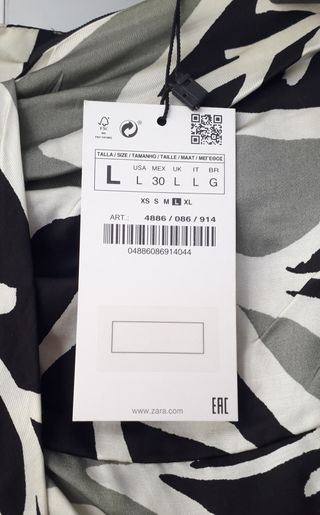 FSC
TALLA / SIZE / TAMANHO / TAILLE / MAAT / ΜΕΓΕΘΟΣ
L
USA MEX UK IT BR
L 30 L L G
XS S M L XL
ART.: 4886 / 086 / 914
04886086914044
www.zara.com
EAC